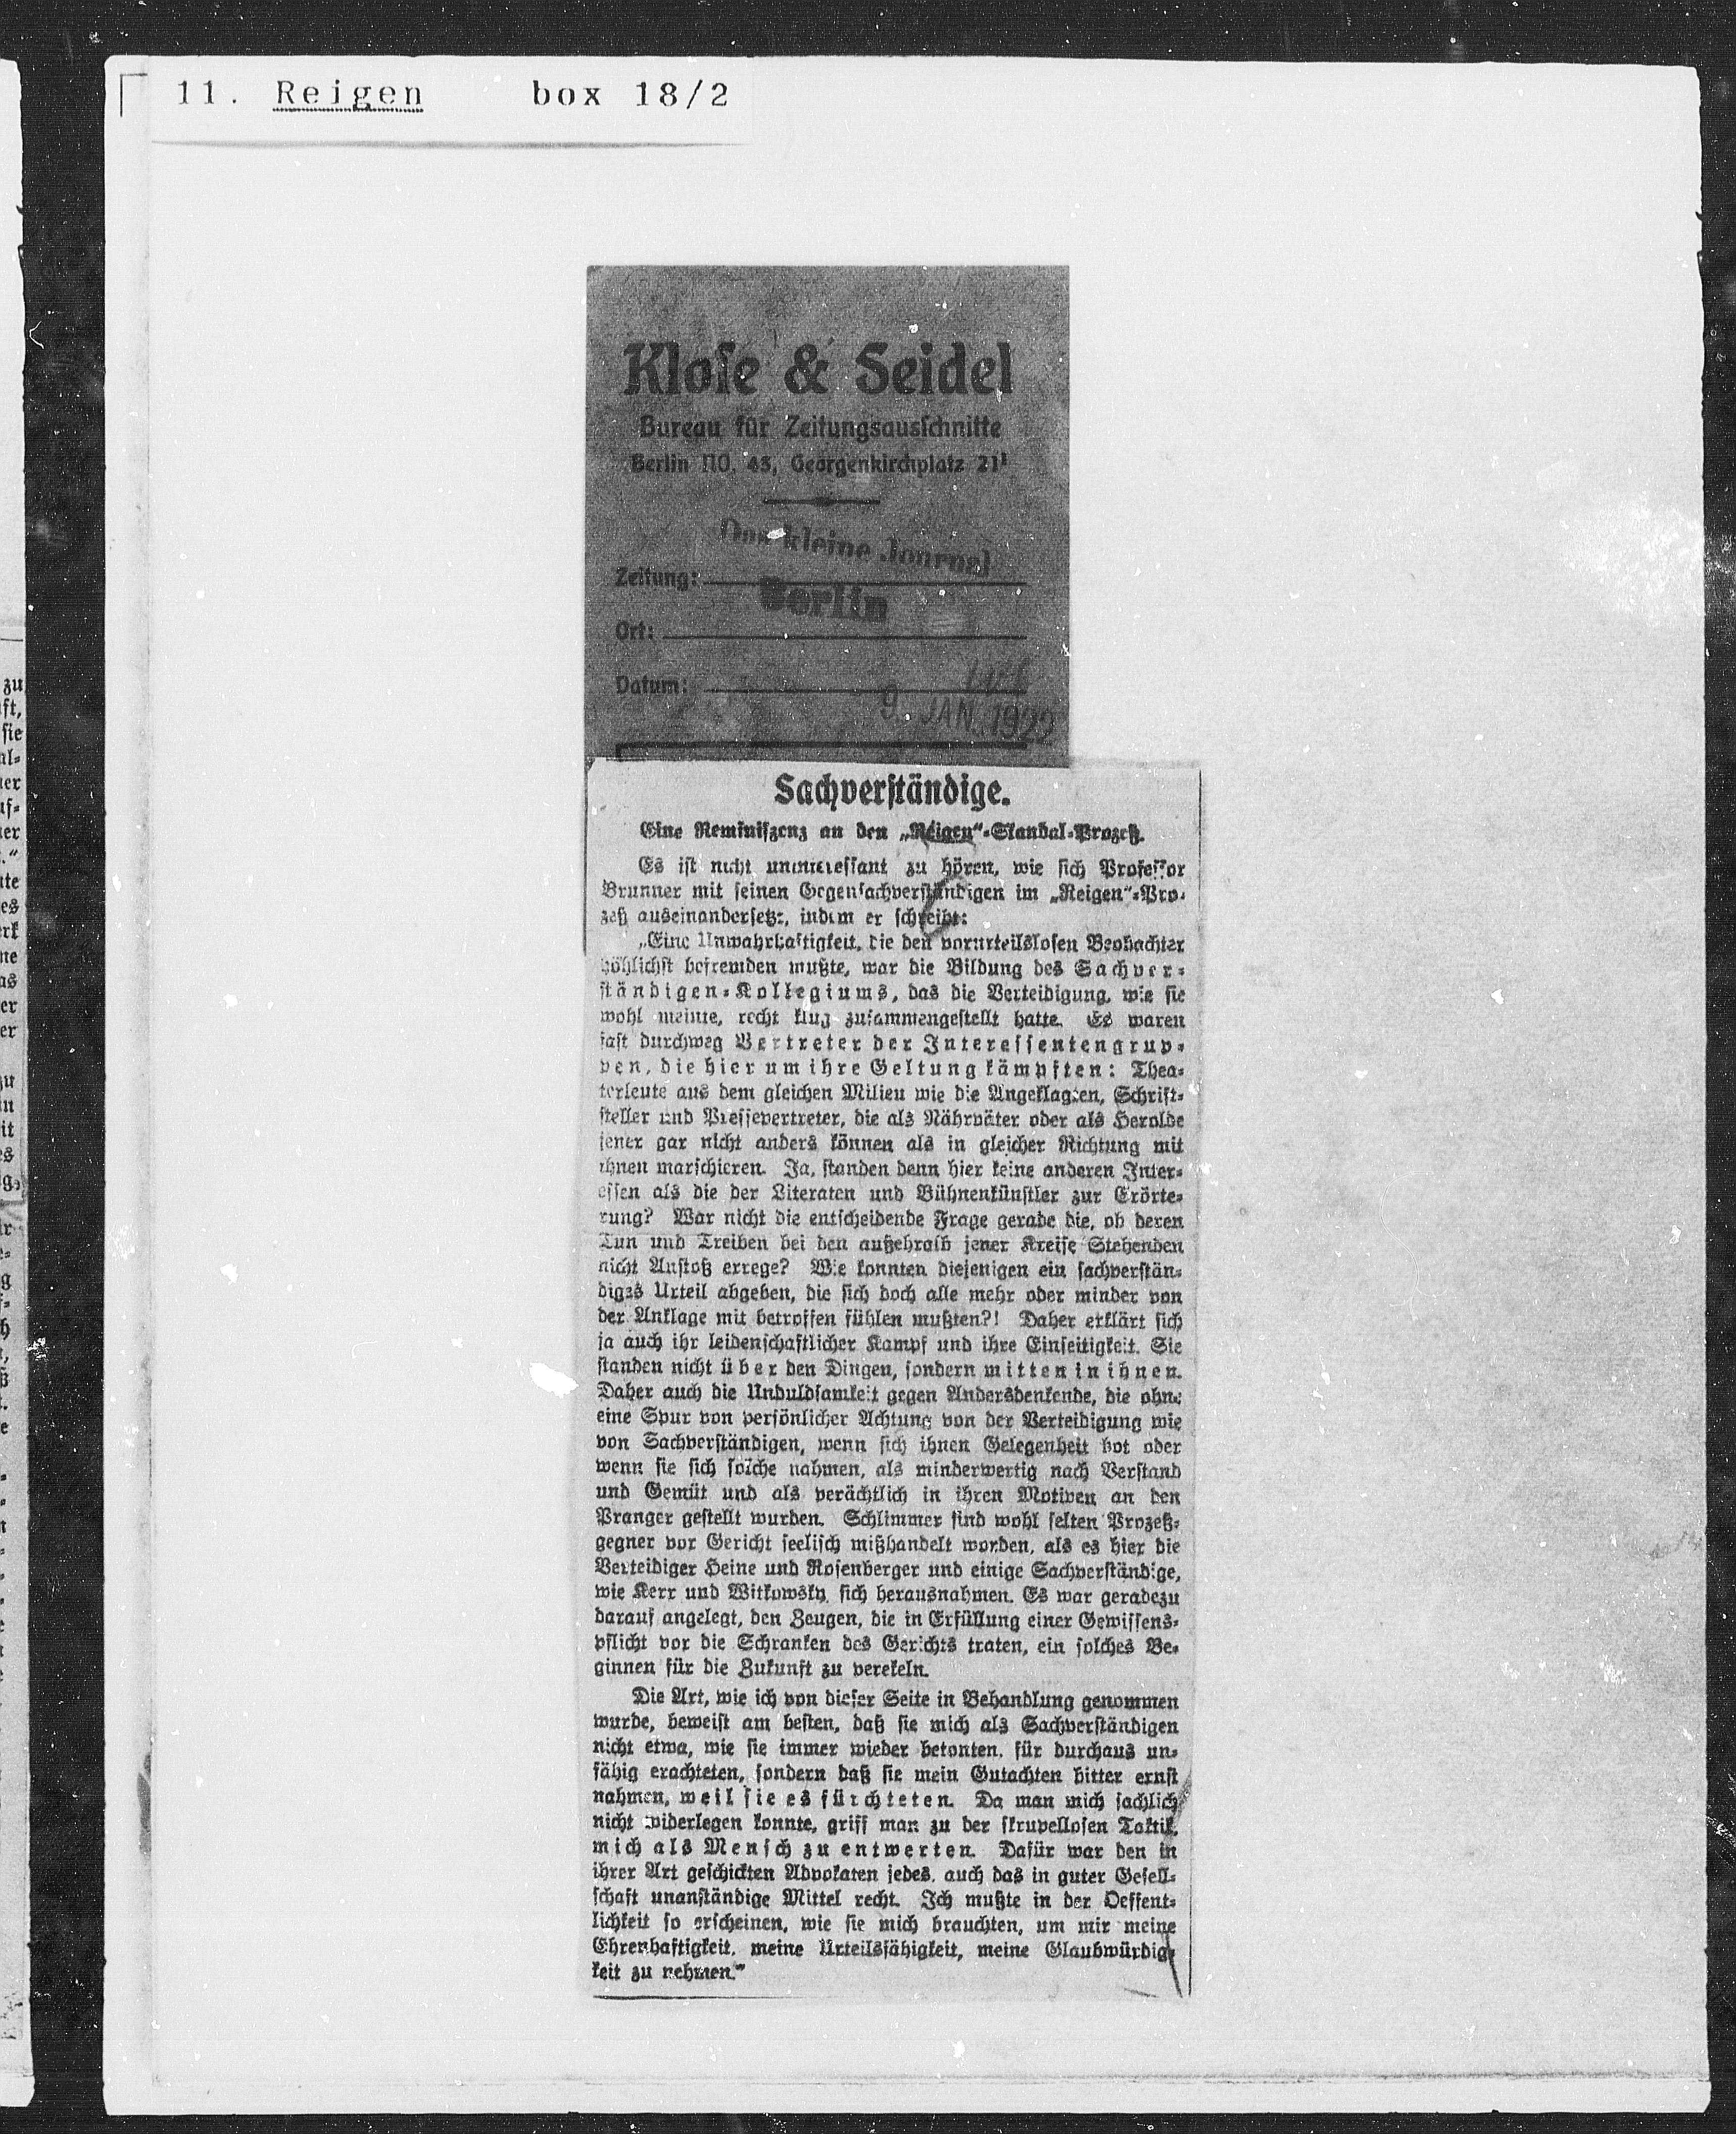 11. Reigen box 18/2
Klose & Seidel
Bureau für Zeitungsausschnitte
Berlin NO. 43, Georgenkirchplatz 21¹
Das kleine Journal
Zeitung:
Berlin
Ort:
Datum:
9. JAN. 1922
Sachverständige.
Eine Reminiszenz an den „Reigen"-Skandal-Prozeß.
Es ist nicht uninteressant zu hören, wie sich Professor
Brunner mit seinen Gegensachverständigen im „Reigen"-Pro-
zeß auseinandersetzt, indem er schreibt:
„Eine Unwahrhaftigkeit, die den vorurteilslosen Beobachter
höhlichst befremden mußte, war die Bildung des Sachver-
ständigen-Kollegiums, das die Verteidigung, wie sie
wohl meinte, recht klug zusammengestellt hatte. Es waren
fast durchweg Vertreter der Interessentengrup-
pen, die hier um ihre Geltung kämpften: Thea-
terleute aus dem gleichen Milieu wie die Angeklagten, Schrift-
steller und Pressevertreter, die als Nährväter oder als Herolde
jener gar nicht anders können als in gleicher Richtung mit
ihnen marschieren. Ja, standen denn hier keine anderen Inter-
essen als die der Literaten und Bühnenkünstler zur Erörte-
rung? War nicht die entscheidende Frage gerade die, ob deren
Tun und Treiben bei den außehralb jener Kreise Stehenden
nicht Anstoß errege? Wie konnten diejenigen ein sachverstän-
diges Urteil abgeben, die sich doch alle mehr oder minder von
der Anklage mit betroffen fühlen mußten?! Daher erklärt sich
ja auch ihr leidenschaftlicher Kampf und ihre Einseitigkeit. Sie
standen nicht über den Dingen, sondern mitten in ihnen.
Daher auch die Unduldsamkeit gegen Andersdenkende, die ohne
eine Spur von persönlicher Achtung von der Verteidigung wie
von Sachverständigen, wenn sich ihnen Gelegenheit bot oder
wenn sie sich solche nahmen, als minderwertig nach Verstand
und Gemüt und als verächtlich in ihren Motiven an den
Pranger gestellt wurden. Schlimmer sind wohl selten Prozeß-
gegner vor Gericht seelisch mißhandelt worden, als es hier die
Verteidiger Heine und Rosenberger und einige Sachverständige,
wie Kerr und Witkowsky, sich herausnahmen. Es war geradezu
darauf angelegt, den Zeugen, die in Erfüllung einer Gewissens-
pflicht vor die Schranken des Gerichts traten, ein solches Be-
ginnen für die Zukunft zu verekeln.
Die Art, wie ich von dieser Seite in Behandlung genommen
wurde, beweist am besten, daß sie mich als Sachverständigen
nicht etwa, wie sie immer wieder betonten, für durchaus un-
fähig erachteten, sondern daß sie mein Gutachten bitter ernst
nahmen, weil sie es fürchteten. Da man mich sachlich
nicht widerlegen konnte, griff man zu der skrupellosen Taktik,
mich als Mensch zu entwerten. Dafür war den in
ihrer Art geschickten Advokaten jedes, auch das in guter Gesell-
schaft unanständige Mittel recht. Ich mußte in der Oeffent-
lichkeit so erscheinen, wie sie mich brauchten, um mir meine
Ehrenhaftigkeit, meine Urteilsfähigkeit, meine Glaubwürdig-
keit zu nehmen."